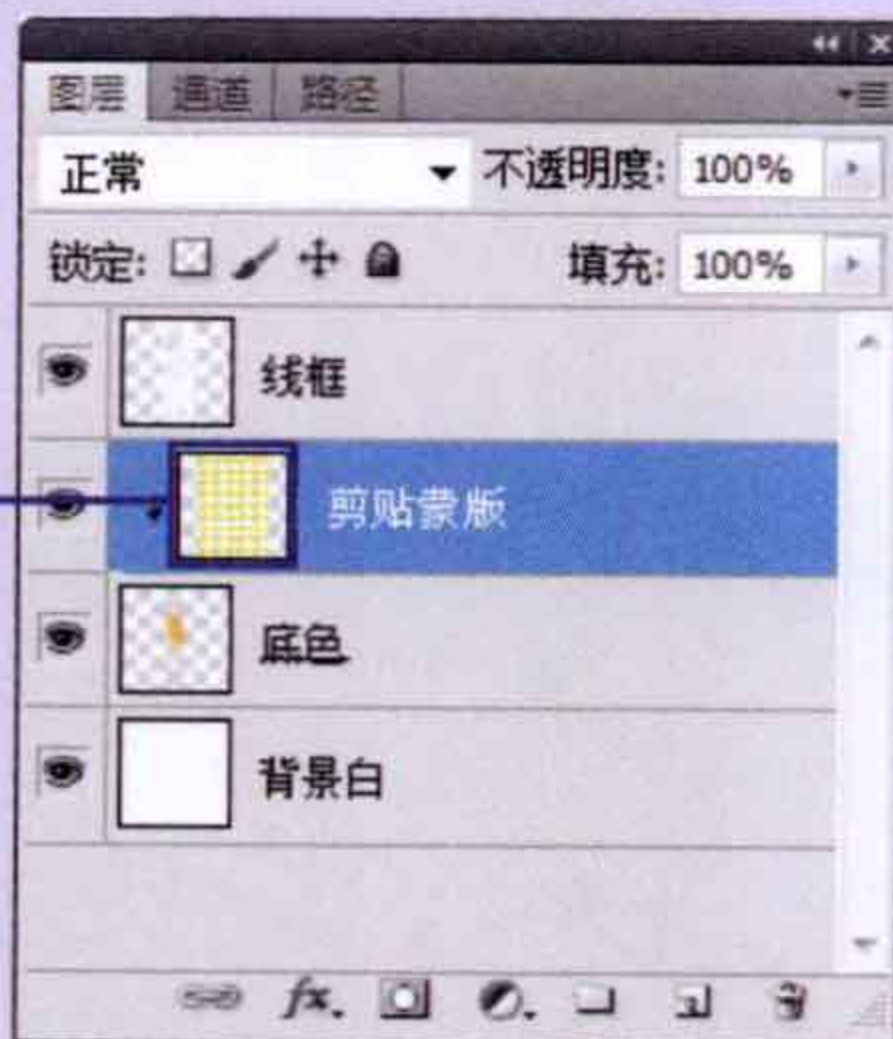 图层 通道 路径
正常 不透明度: 100%
锁定: 填充: 100%
线框
剪贴蒙版
底色
背景白
fx.